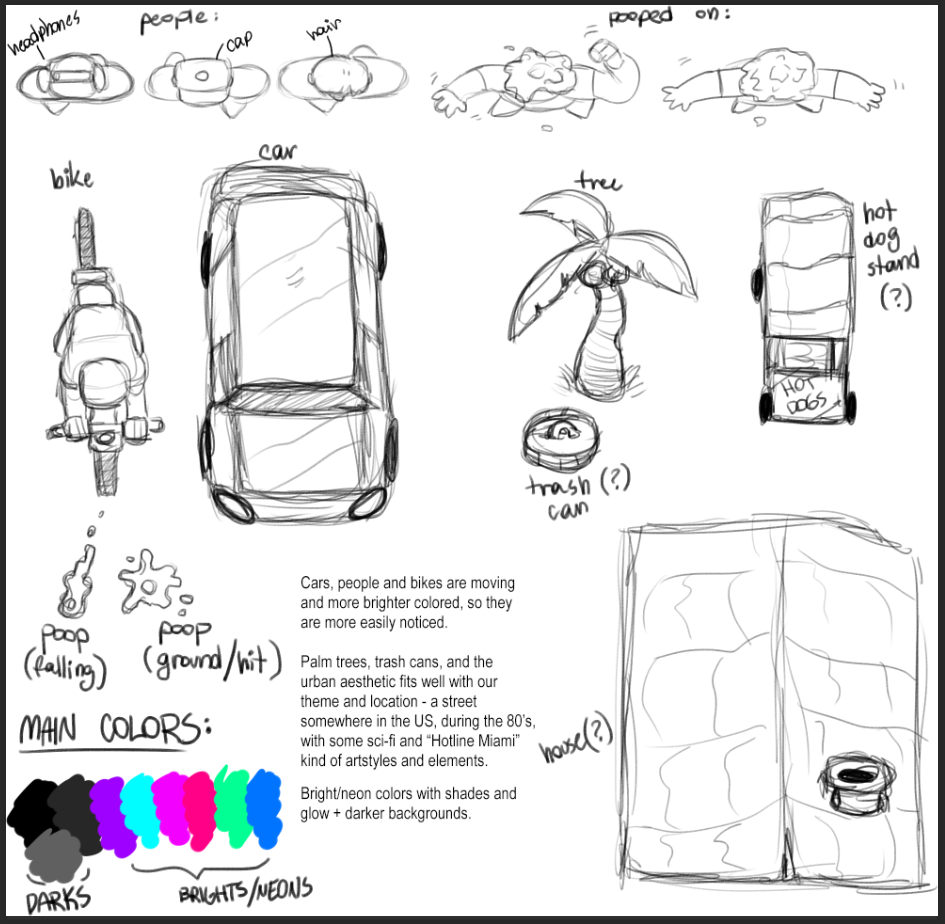 people:
pooped on:
headphones
cap
hair
bike
car
tree
hot
dog
stand
(?)
HOT
DOGS
trash (?)
can
poop
(falling)
poop
(ground/hit)
Cars, people and bikes are moving
and more brighter colored, so they
are more easily noticed.
Palm trees, trash cans, and the
urban aesthetic fits well with our
theme and location - a street
somewhere in the US, during the 80's,
with some sci-fi and “Hotline Miami”
kind of artstyles and elements.
Bright/neon colors with shades and
glow + darker backgrounds.
house(?)
MAIN COLORS:
DARKS
BRIGHTS/NEONS